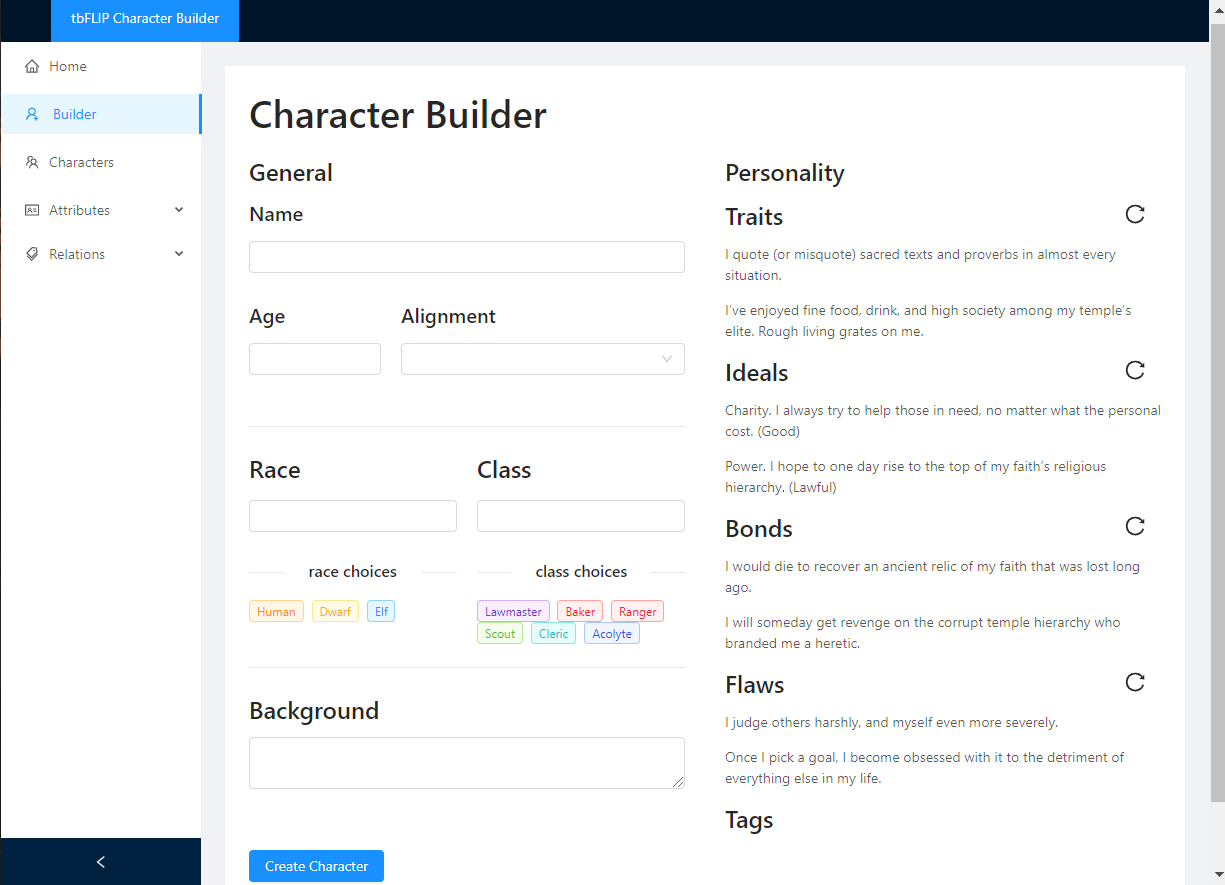 tbFLIP Character Builder
Home
Builder
Characters
Attributes
Relations
Character Builder
General
Name
Age
Alignment
Race
Class
race choices
class choices
Human
Dwarf
Elf
Lawmaster
Baker
Ranger
Scout
Cleric
Acolyte
Background
Create Character
Personality
Traits
I quote (or misquote) sacred texts and proverbs in almost every
situation.
I've enjoyed fine food, drink, and high society among my temple's
elite. Rough living grates on me.
Ideals
Charity. I always try to help those in need, no matter what the personal
cost. (Good)
Power. I hope to one day rise to the top of my faith's religious
hierarchy. (Lawful)
Bonds
I would die to recover an ancient relic of my faith that was lost long
ago.
I will someday get revenge on the corrupt temple hierarchy who
branded me a heretic.
Flaws
I judge others harshly, and myself even more severely.
Once I pick a goal, I become obsessed with it to the detriment of
everything else in my life.
Tags